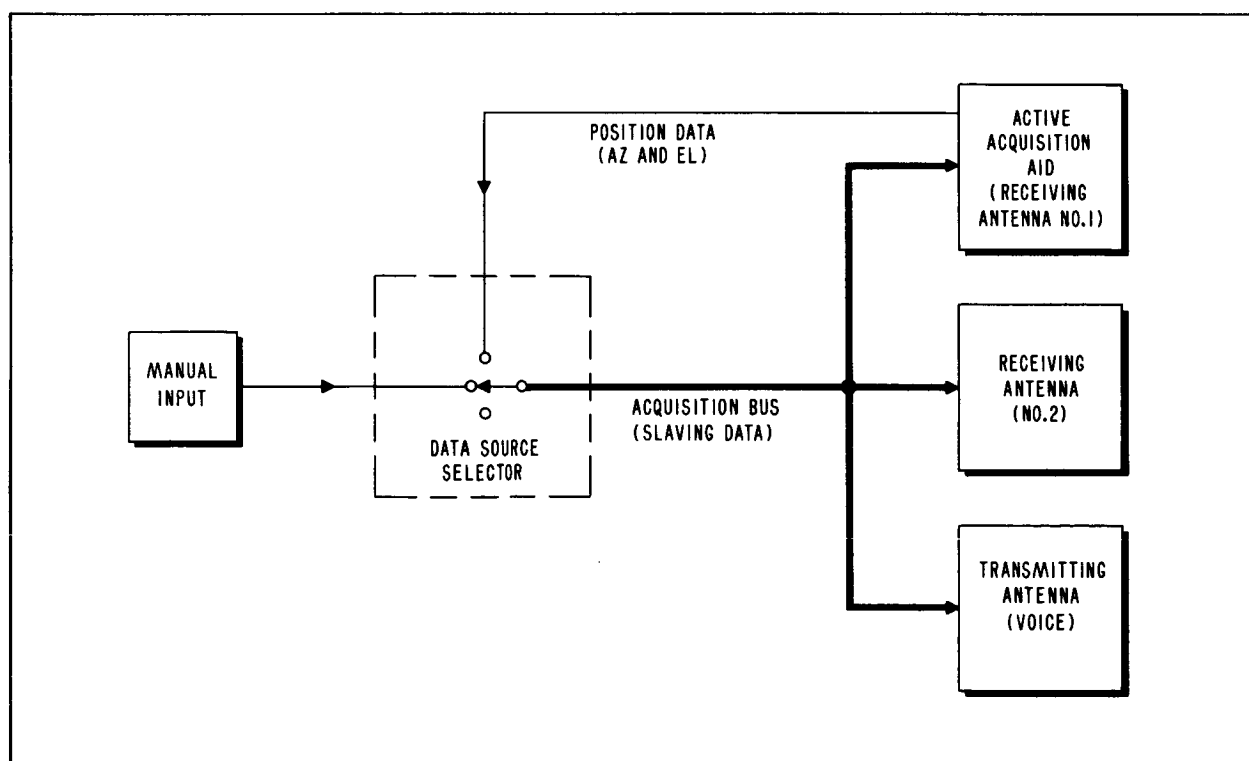 POSITION DATA
(AZ AND EL)
ACTIVE
ACQUISITION
AID
(RECEIVING
ANTENNA NO.1)
MANUAL
INPUT
DATA SOURCE
SELECTOR
ACQUISITION BUS
(SLAVING DATA)
RECEIVING
ANTENNA
(NO.2)
TRANSMITTING
ANTENNA
(VOICE)